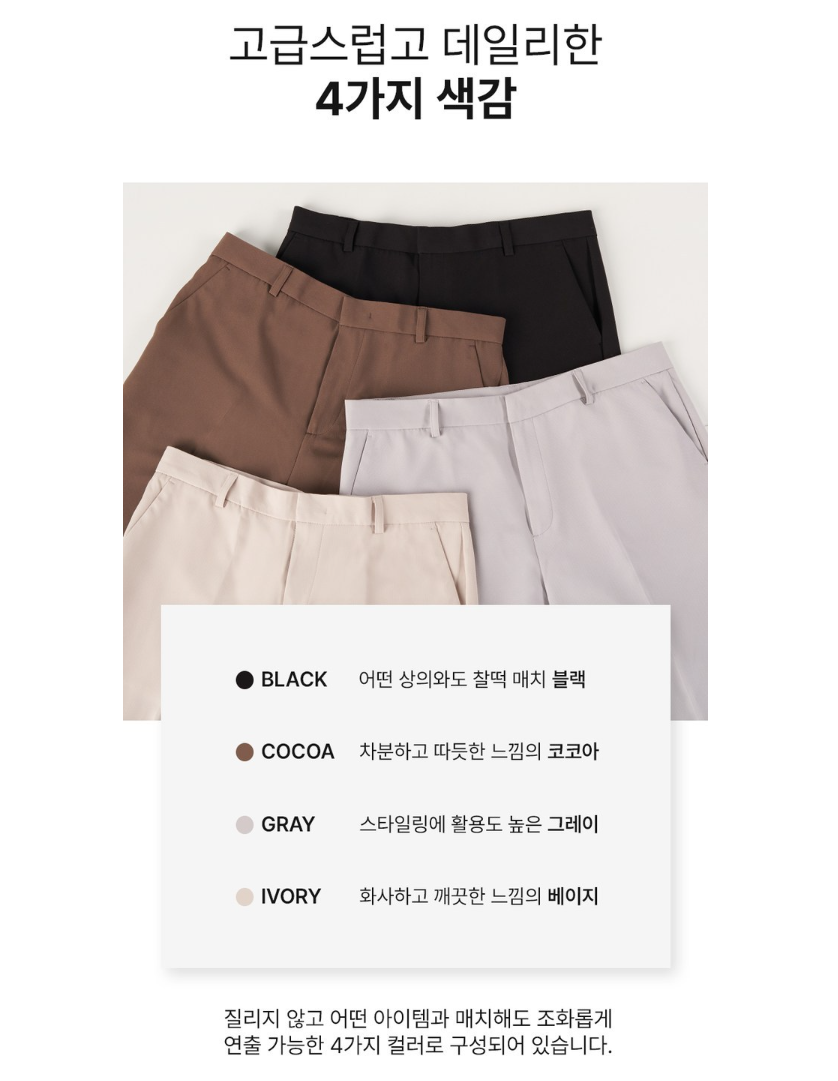 고급스럽고 데일리한
4가지 색감
BLACK 어떤 상의와도 찰떡 매치 블랙
COCOA 차분하고 따듯한 느낌의 코코아
GRAY 스타일링에 활용도 높은 그레이
IVORY 화사하고 깨끗한 느낌의 베이지
질리지 않고 어떤 아이템과 매치해도 조화롭게
연출 가능한 4가지 컬러로 구성되어 있습니다.